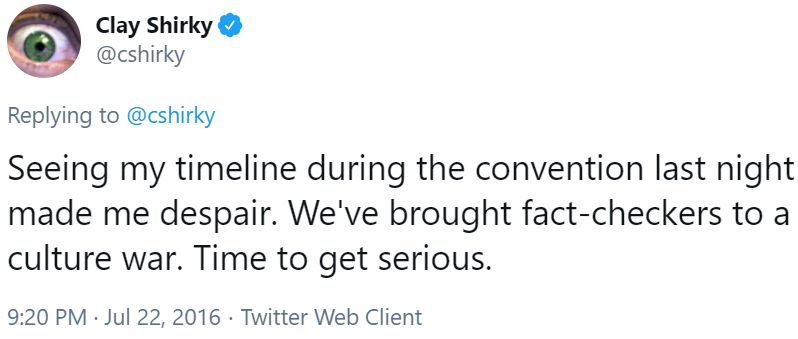 Clay Shirky
@cshirky
Replying to @cshirky
Seeing my timeline during the convention last night
made me despair. We've brought fact-checkers to a
culture war. Time to get serious.
9:20 PM · Jul 22, 2016 · Twitter Web Client